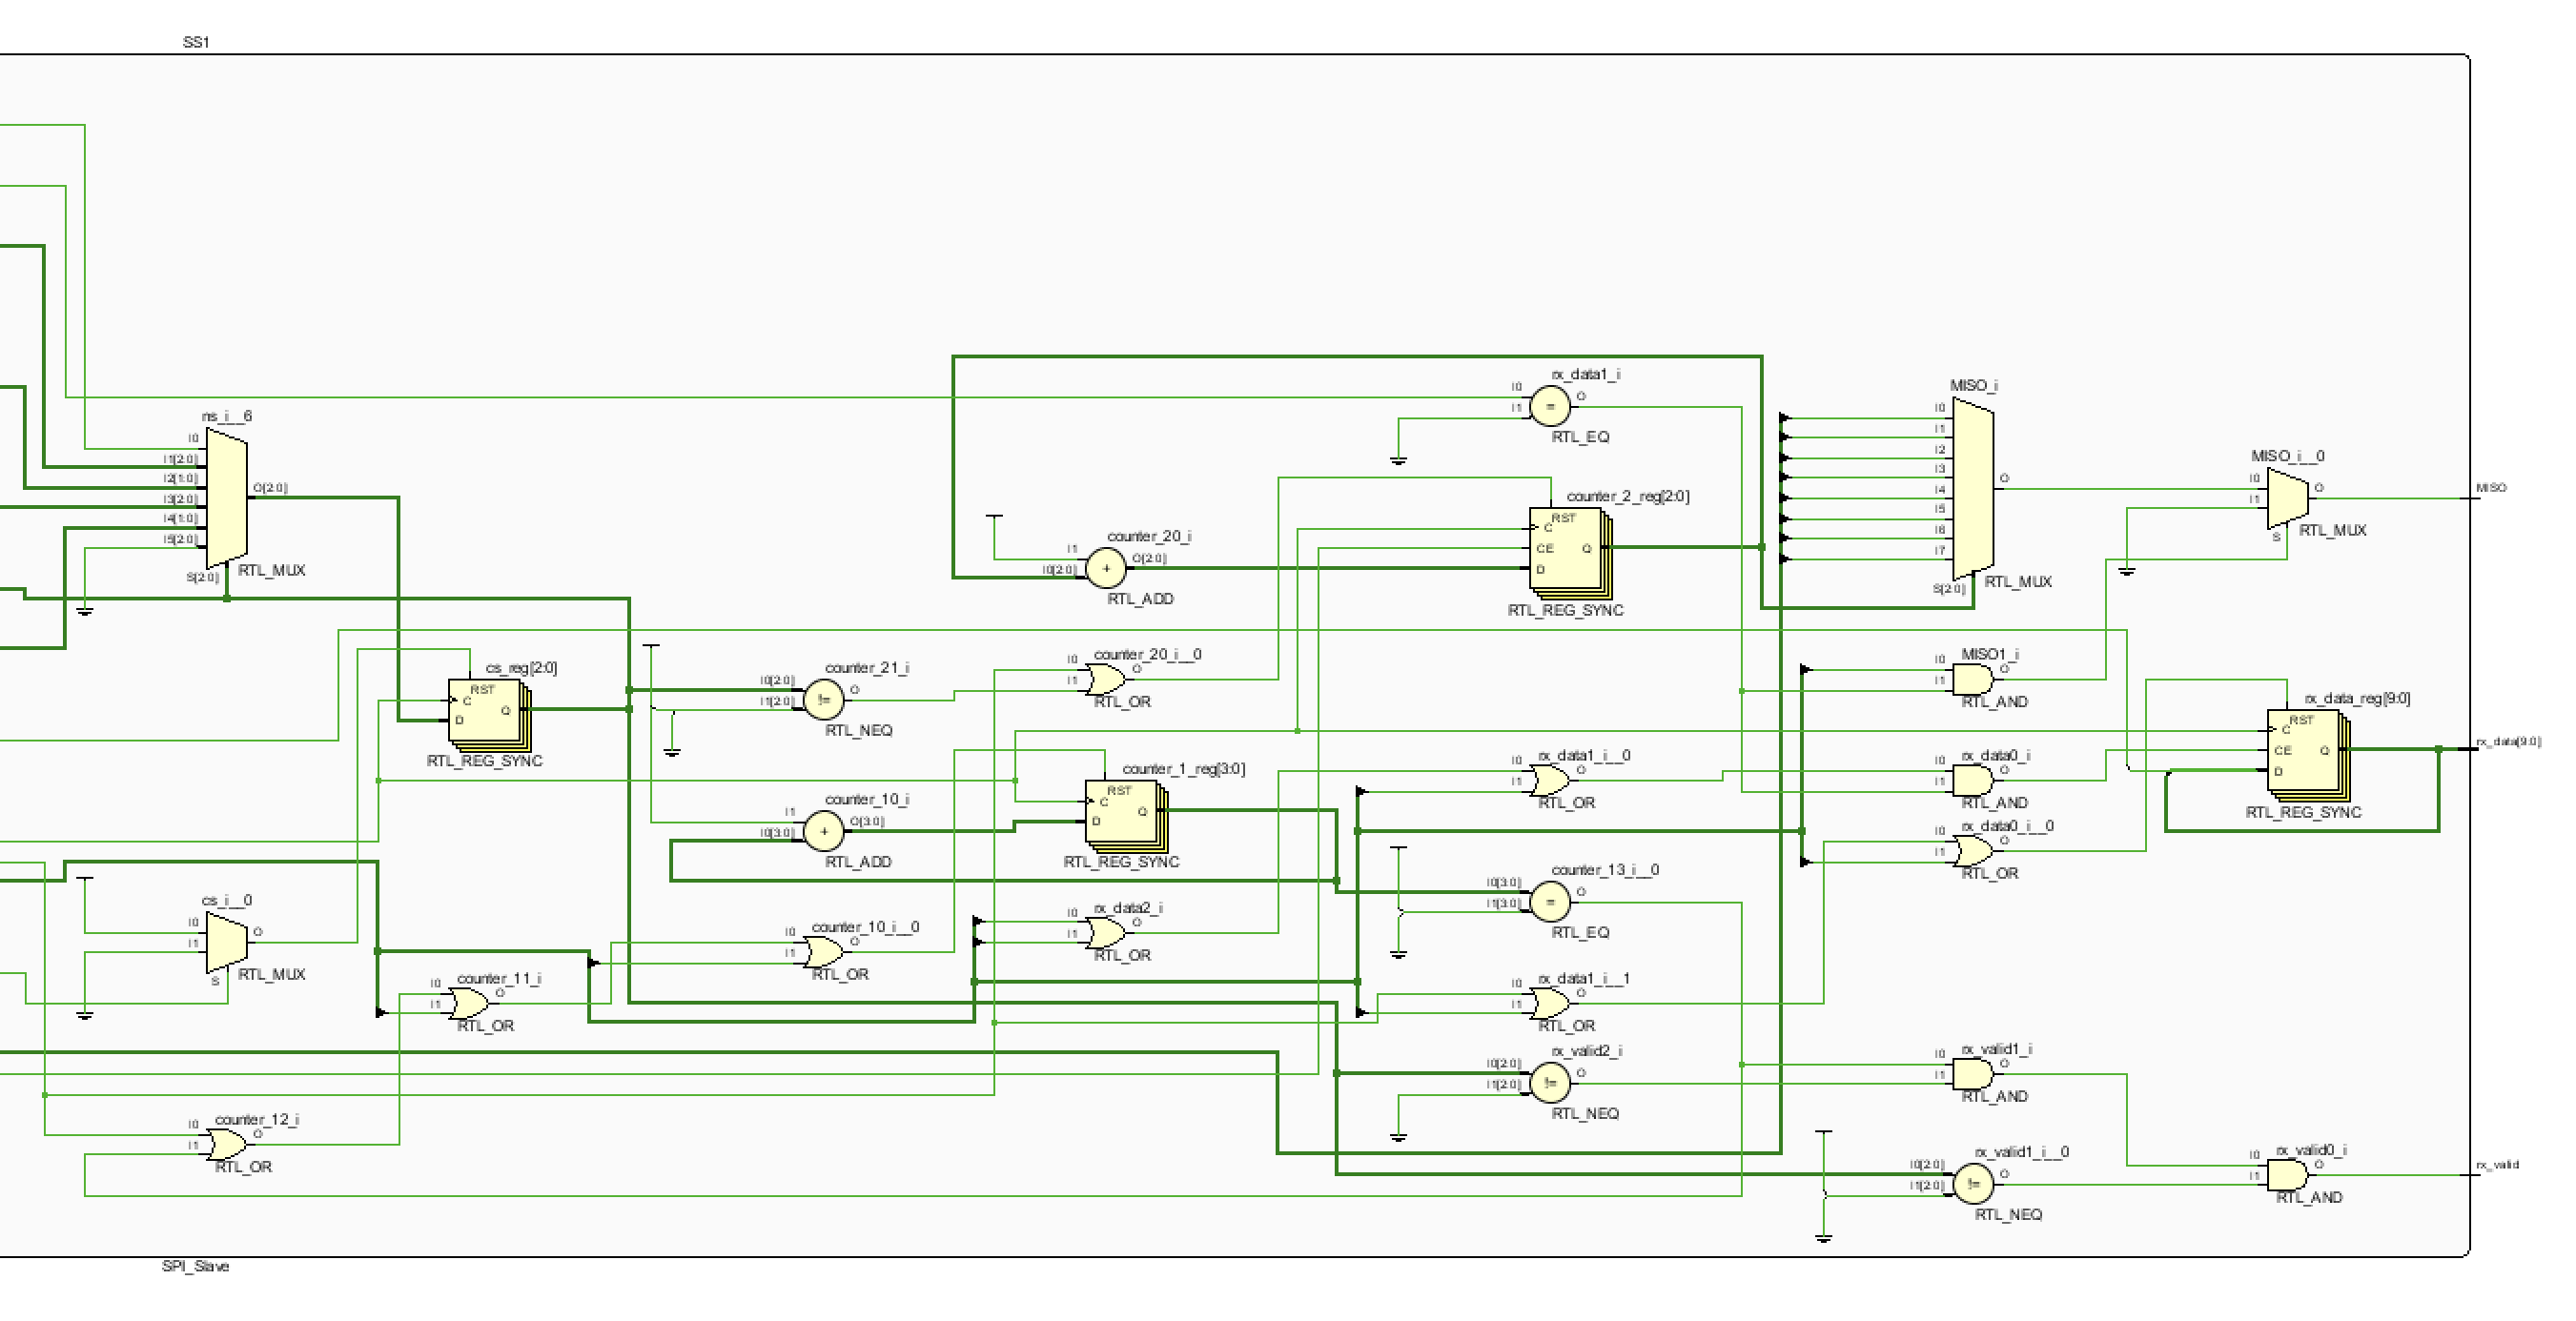 SS1
ns_i__6
I0
I1[2:0]
I2[1:0]
I3[2:0]
I4[1:0]
I5[2:0]
S[2:0]
O[2:0]
RTL_MUX
cs_reg[2:0]
RST
C
D
Q
RTL_REG_SYNC
cs_i__0
I0
I1
S
O
RTL_MUX
counter_11_i
I0
I1
O
RTL_OR
counter_12_i
I0
I1
O
RTL_OR
counter_21_i
I0[2:0]
I1[2:0]
O
!=
RTL_NEQ
counter_10_i
I1
I0[3:0]
O[3:0]
+
RTL_ADD
counter_10_i__0
I0
I1
O
RTL_OR
counter_20_i
I1
I0[2:0]
O[2:0]
+
RTL_ADD
counter_20_i__0
I0
I1
O
RTL_OR
counter_1_reg[3:0]
RST
C
D
Q
RTL_REG_SYNC
rx_data2_i
I0
I1
O
RTL_OR
rx_data1_i
I0
I1
O
=
RTL_EQ
counter_2_reg[2:0]
RST
C
CE
D
Q
RTL_REG_SYNC
rx_data1_i__0
I0
I1
O
RTL_OR
counter_13_i__0
I0[3:0]
I1[3:0]
O
=
RTL_EQ
rx_data1_i__1
I0
I1
O
RTL_OR
rx_valid2_i
I0[2:0]
I1[2:0]
O
!=
RTL_NEQ
MISO_i
I0
I1
I2
I3
I4
I5
I6
I7
S[2:0]
O
RTL_MUX
MISO1_i
I0
I1
O
RTL_AND
rx_data0_i
I0
I1
O
RTL_AND
rx_data0_i__0
I0
I1
O
RTL_OR
rx_valid1_i
I0
I1
O
RTL_AND
rx_valid1_i__0
I0[2:0]
I1[2:0]
O
!=
RTL_NEQ
MISO_i__0
I0
I1
S
O
RTL_MUX
rx_data_reg[9:0]
RST
C
CE
D
Q
RTL_REG_SYNC
rx_valid0_i
I0
I1
O
RTL_AND
MISO
rx_data[9:0]
rx_valid
SPI_Slave